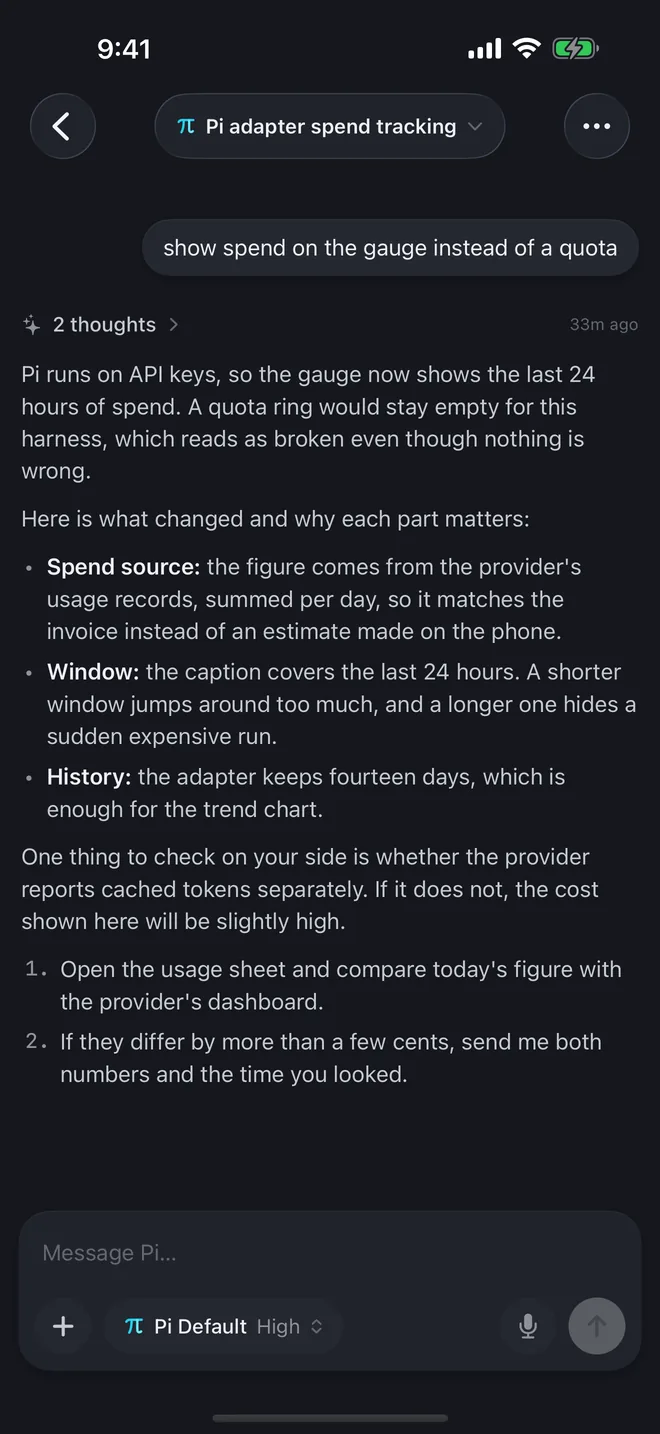 9:41
π Pi adapter spend tracking
show spend on the gauge instead of a quota
2 thoughts
33m ago
Pi runs on API keys, so the gauge now shows the last 24
hours of spend. A quota ring would stay empty for this
harness, which reads as broken even though nothing is
wrong.
Here is what changed and why each part matters:
• Spend source: the figure comes from the provider's
usage records, summed per day, so it matches the
invoice instead of an estimate made on the phone.
• Window: the caption covers the last 24 hours. A shorter
window jumps around too much, and a longer one hides a
sudden expensive run.
• History: the adapter keeps fourteen days, which is
enough for the trend chart.
One thing to check on your side is whether the provider
reports cached tokens separately. If it does not, the cost
shown here will be slightly high.
1. Open the usage sheet and compare today's figure with
the provider's dashboard.
2. If they differ by more than a few cents, send me both
numbers and the time you looked.
Message Pi...
π Pi Default High